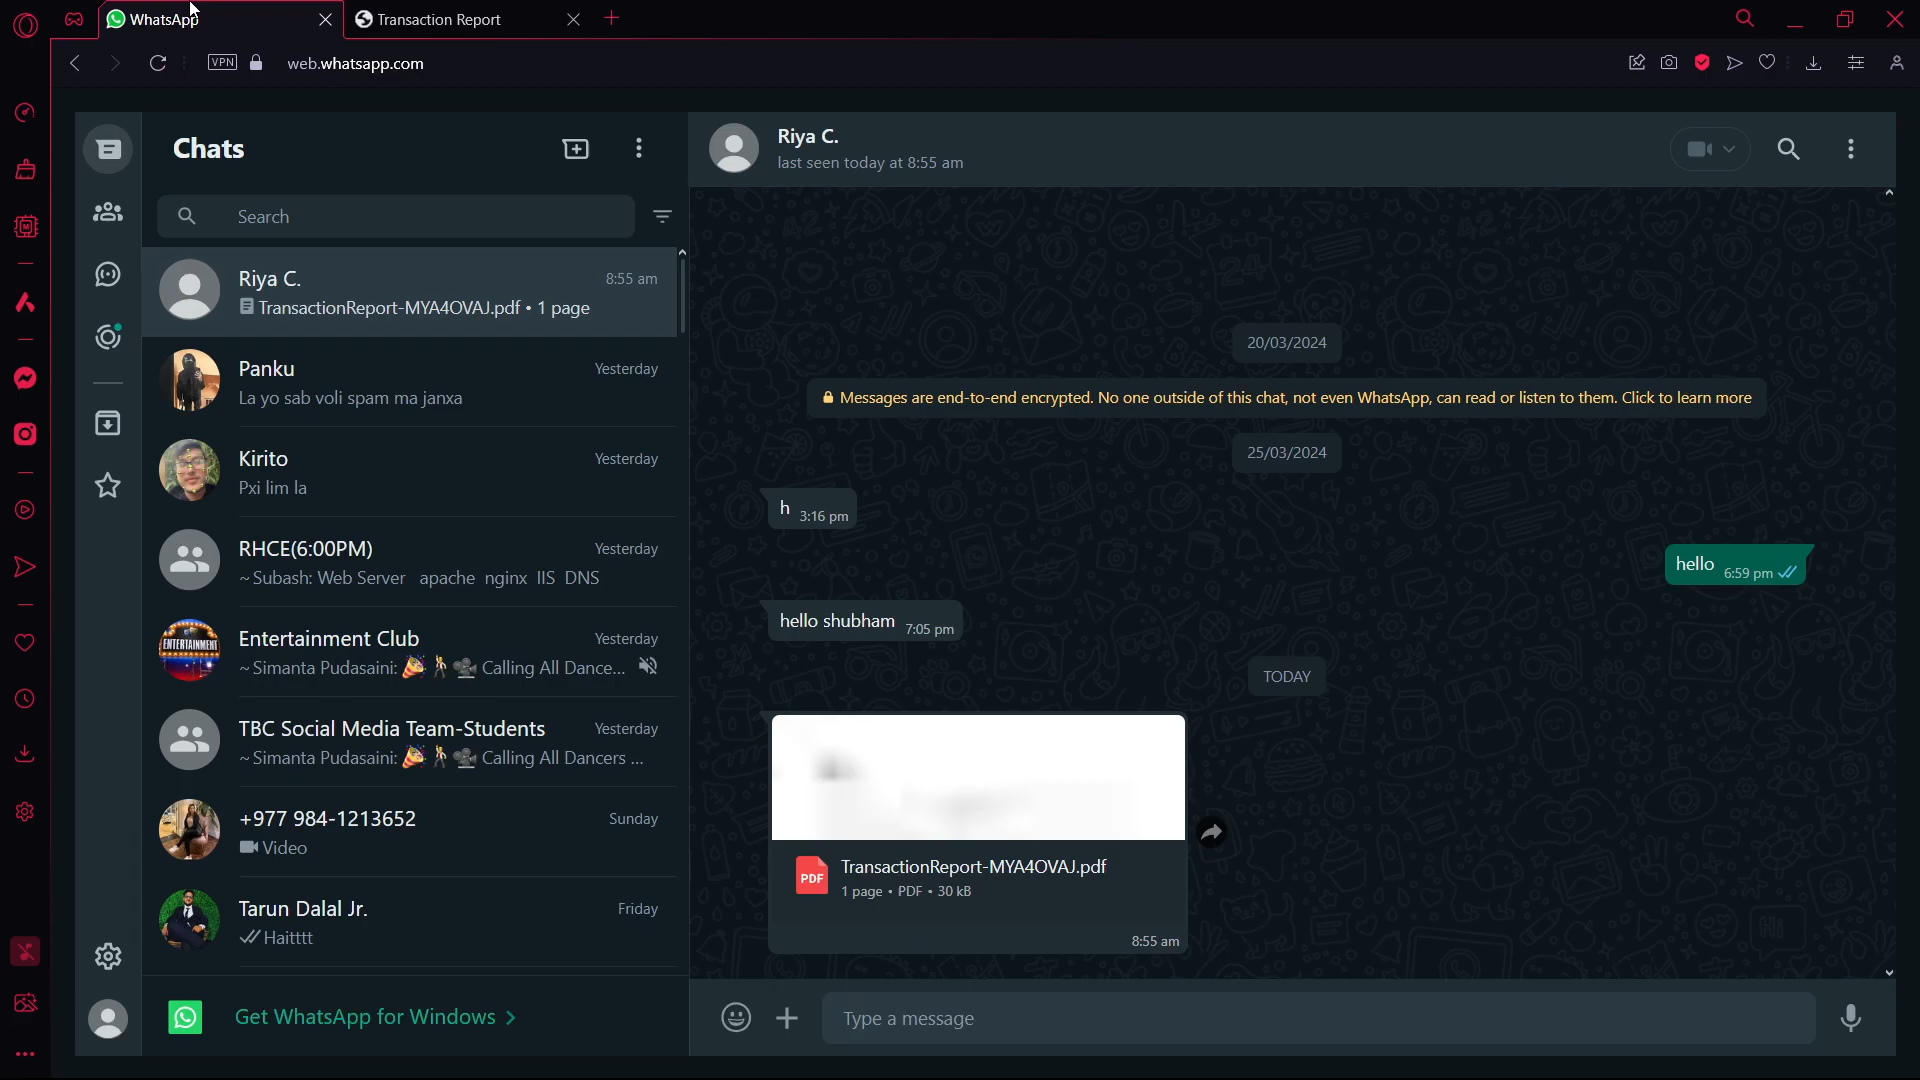 WhatsApp
Transaction Report
VPN
web.whatsapp.com
Chats
Search
Riya C.
8:55 am
TransactionReport-MYA4OVAJ.pdf • 1 page
Panku
Yesterday
La yo sab voli spam ma janxa
Kirito
Yesterday
Pxi lim la
RHCE(6:00PM)
Yesterday
~ Subash: Web Server apache nginx IIS DNS
ENTERTAINMENT
Entertainment Club
Yesterday
~ Simanta Pudasaini: 🎉🕺📽️ Calling All Dance...
TBC Social Media Team-Students
Yesterday
~ Simanta Pudasaini: 🎉🕺📽️ Calling All Dancers ...
+977 984-1213652
Sunday
Video
Tarun Dalal Jr.
Friday
Haitttt
Get WhatsApp for Windows >
Riya C.
last seen today at 8:55 am
20/03/2024
Messages are end-to-end encrypted. No one outside of this chat, not even WhatsApp, can read or listen to them. Click to learn more
25/03/2024
h 3:16 pm
hello 6:59 pm
hello shubham 7:05 pm
TODAY
PDF
TransactionReport-MYA4OVAJ.pdf
1 page • PDF • 30 kB
8:55 am
Type a message